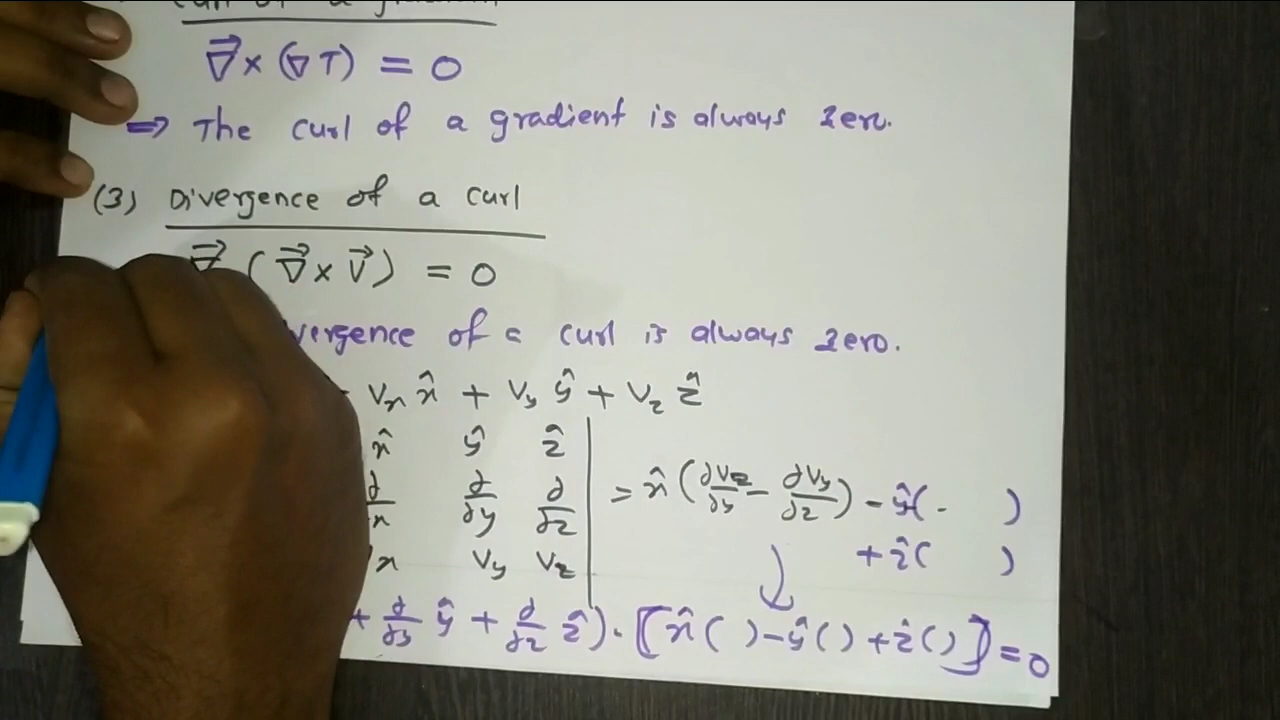 ∇⃗ × (∇T) = 0
⇒ The curl of a gradient is always zero.
(3) Divergence of a curl
∇⃗ (∇⃗ × V⃗) = 0
vergence of a curl is always zero.
Vx x̂ + Vy ŷ + Vz ẑ
x̂ ŷ ẑ
∂/∂x ∂/∂y ∂/∂z = x̂ (∂Vz/∂y − ∂Vy/∂z) − ŷ( )
x Vy Vz + ẑ( )
+ ∂/∂y ŷ + ∂/∂z ẑ) · [x̂ ( ) − ŷ ( ) + ẑ ( )] = 0